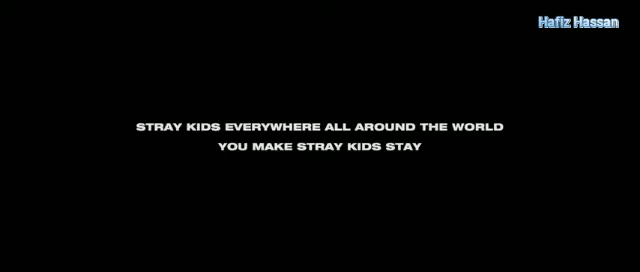 Hafiz Hassan
STRAY KIDS EVERYWHERE ALL AROUND THE WORLD
YOU MAKE STRAY KIDS STAY